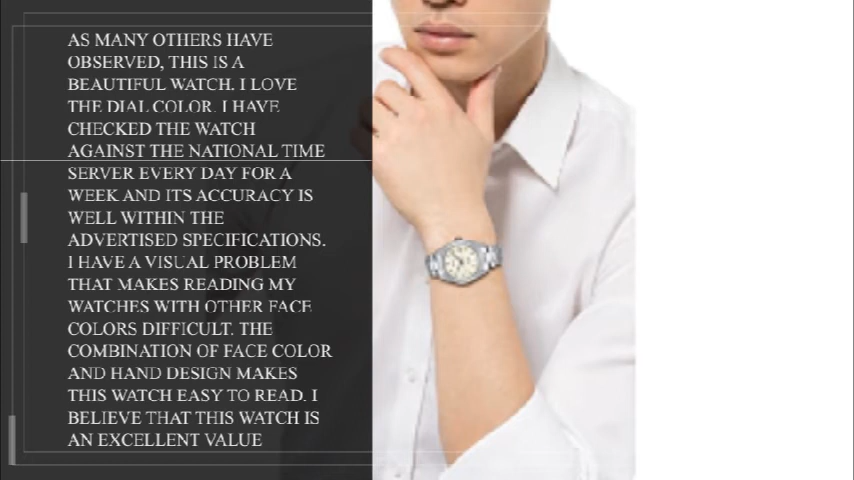 AS MANY OTHERS HAVE
OBSERVED, THIS IS A
BEAUTIFUL WATCH. I LOVE
THE DIAL COLOR. I HAVE
CHECKED THE WATCH
AGAINST THE NATIONAL TIME
SERVER EVERY DAY FOR A
WEEK AND ITS ACCURACY IS
WELL WITHIN THE
ADVERTISED SPECIFICATIONS.
I HAVE A VISUAL PROBLEM
THAT MAKES READING MY
WATCHES WITH OTHER FACE
COLORS DIFFICULT. THE
COMBINATION OF FACE COLOR
AND HAND DESIGN MAKES
THIS WATCH EASY TO READ. I
BELIEVE THAT THIS WATCH IS
AN EXCELLENT VALUE